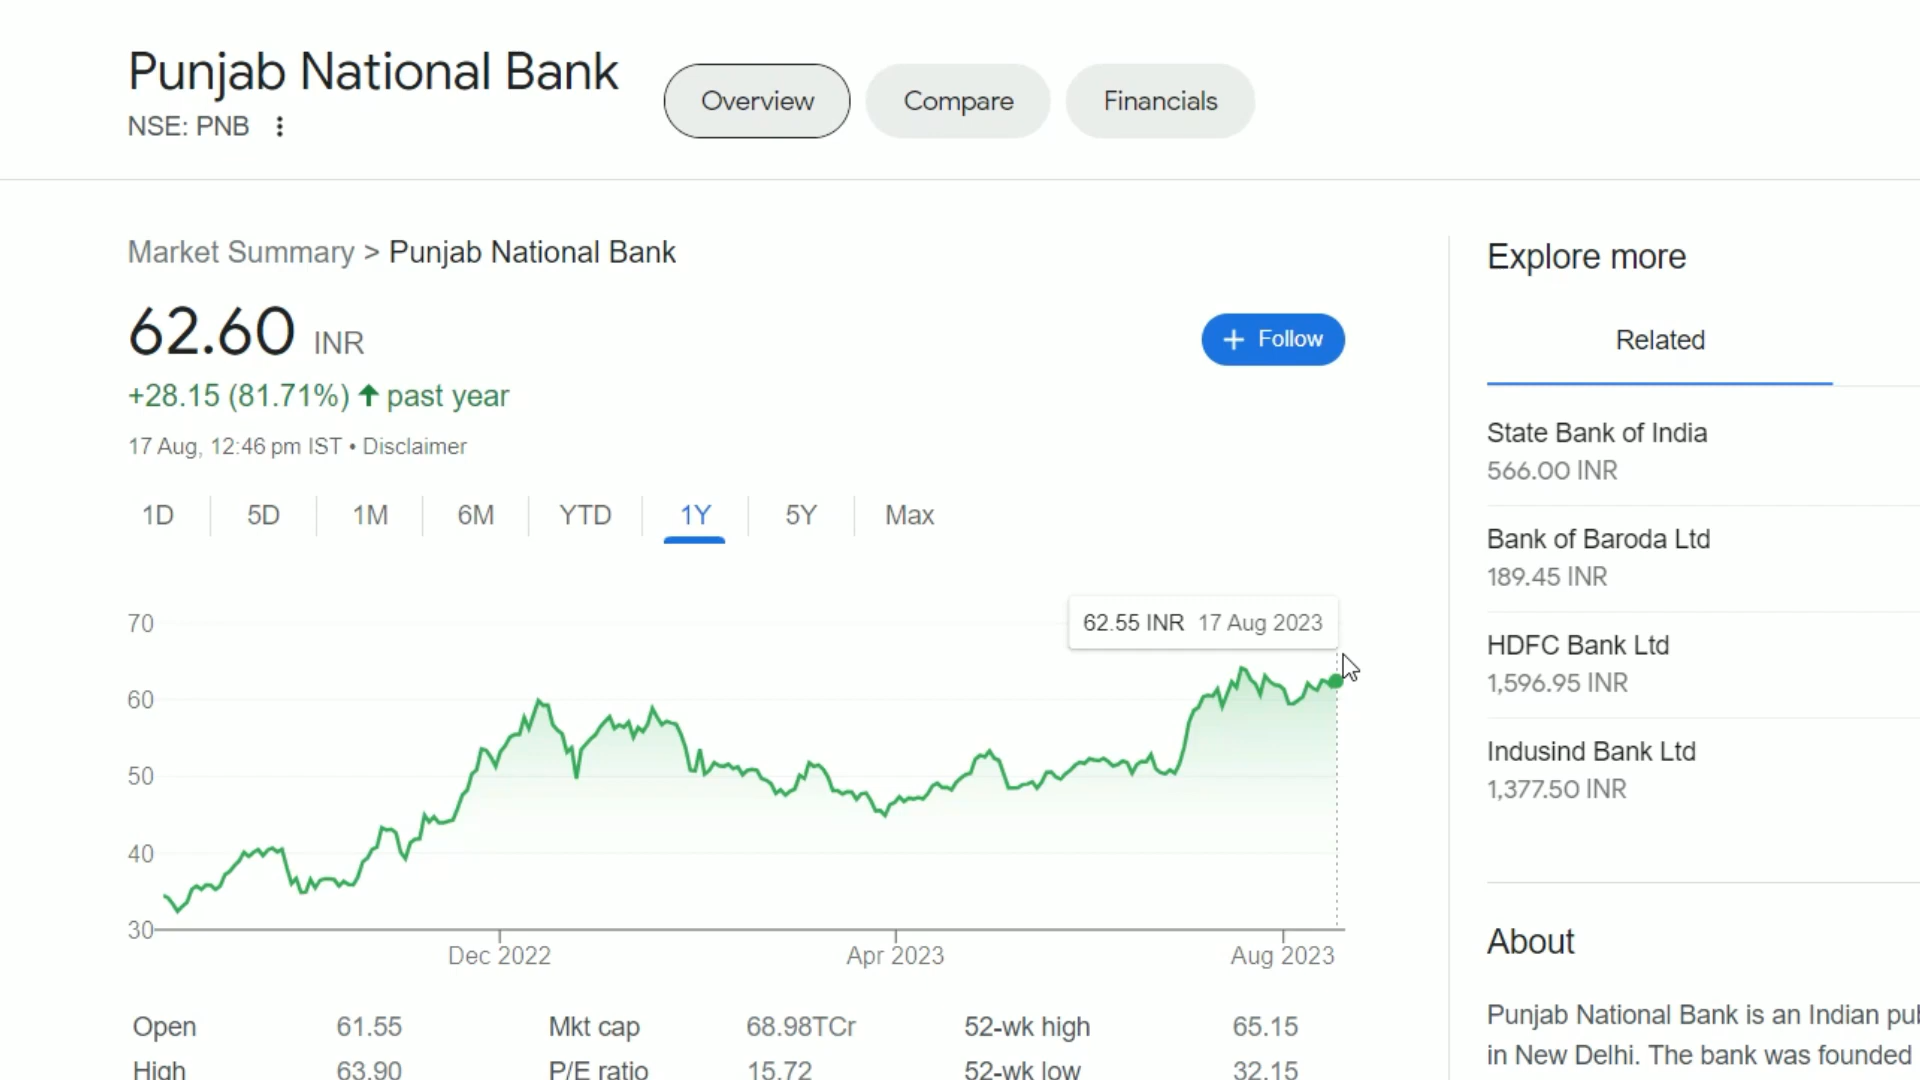 Punjab National Bank
NSE: PNB
Overview
Compare
Financials
Market Summary > Punjab National Bank
62.60 INR
+28.15 (81.71%) ↑ past year
17 Aug, 12:46 pm IST • Disclaimer
+ Follow
1D 5D 1M 6M YTD 1Y 5Y Max
62.55 INR 17 Aug 2023
70
60
50
40
30
Dec 2022 Apr 2023 Aug 2023
Open 61.55 Mkt cap 68.98TCr 52-wk high 65.15
High 63.90 P/E ratio 15.72 52-wk low 32.15
Explore more
Related
State Bank of India
566.00 INR
Bank of Baroda Ltd
189.45 INR
HDFC Bank Ltd
1,596.95 INR
Indusind Bank Ltd
1,377.50 INR
About
Punjab National Bank is an Indian pub
in New Delhi. The bank was founded